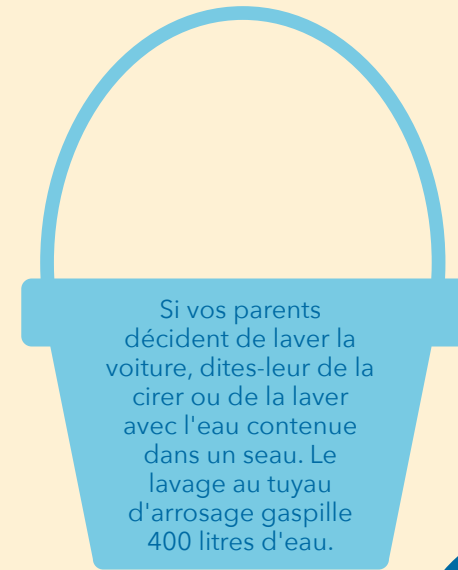 Si vos parents
décident de laver la
voiture, dites-leur de la
cirer ou de la laver
avec l'eau contenue
dans un seau. Le
lavage au tuyau
d'arrosage gaspille
400 litres d'eau.